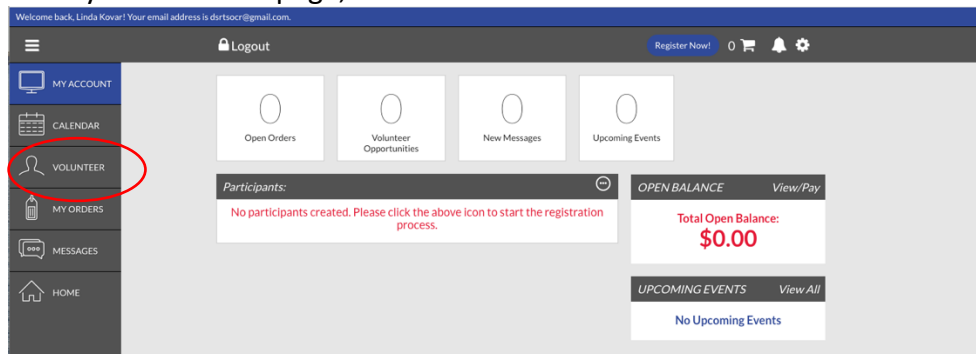 Welcome back, Linda Kovar! Your email address is dsrtsocr@gmail.com.
Logout
Register Now! 0
MY ACCOUNT
CALENDAR
VOLUNTEER
MY ORDERS
MESSAGES
HOME
0
Open Orders
0
Volunteer
Opportunities
0
New Messages
0
Upcoming Events
Participants:
No participants created. Please click the above icon to start the registration
process.
OPEN BALANCE View/Pay
Total Open Balance:
$0.00
UPCOMING EVENTS View All
No Upcoming Events